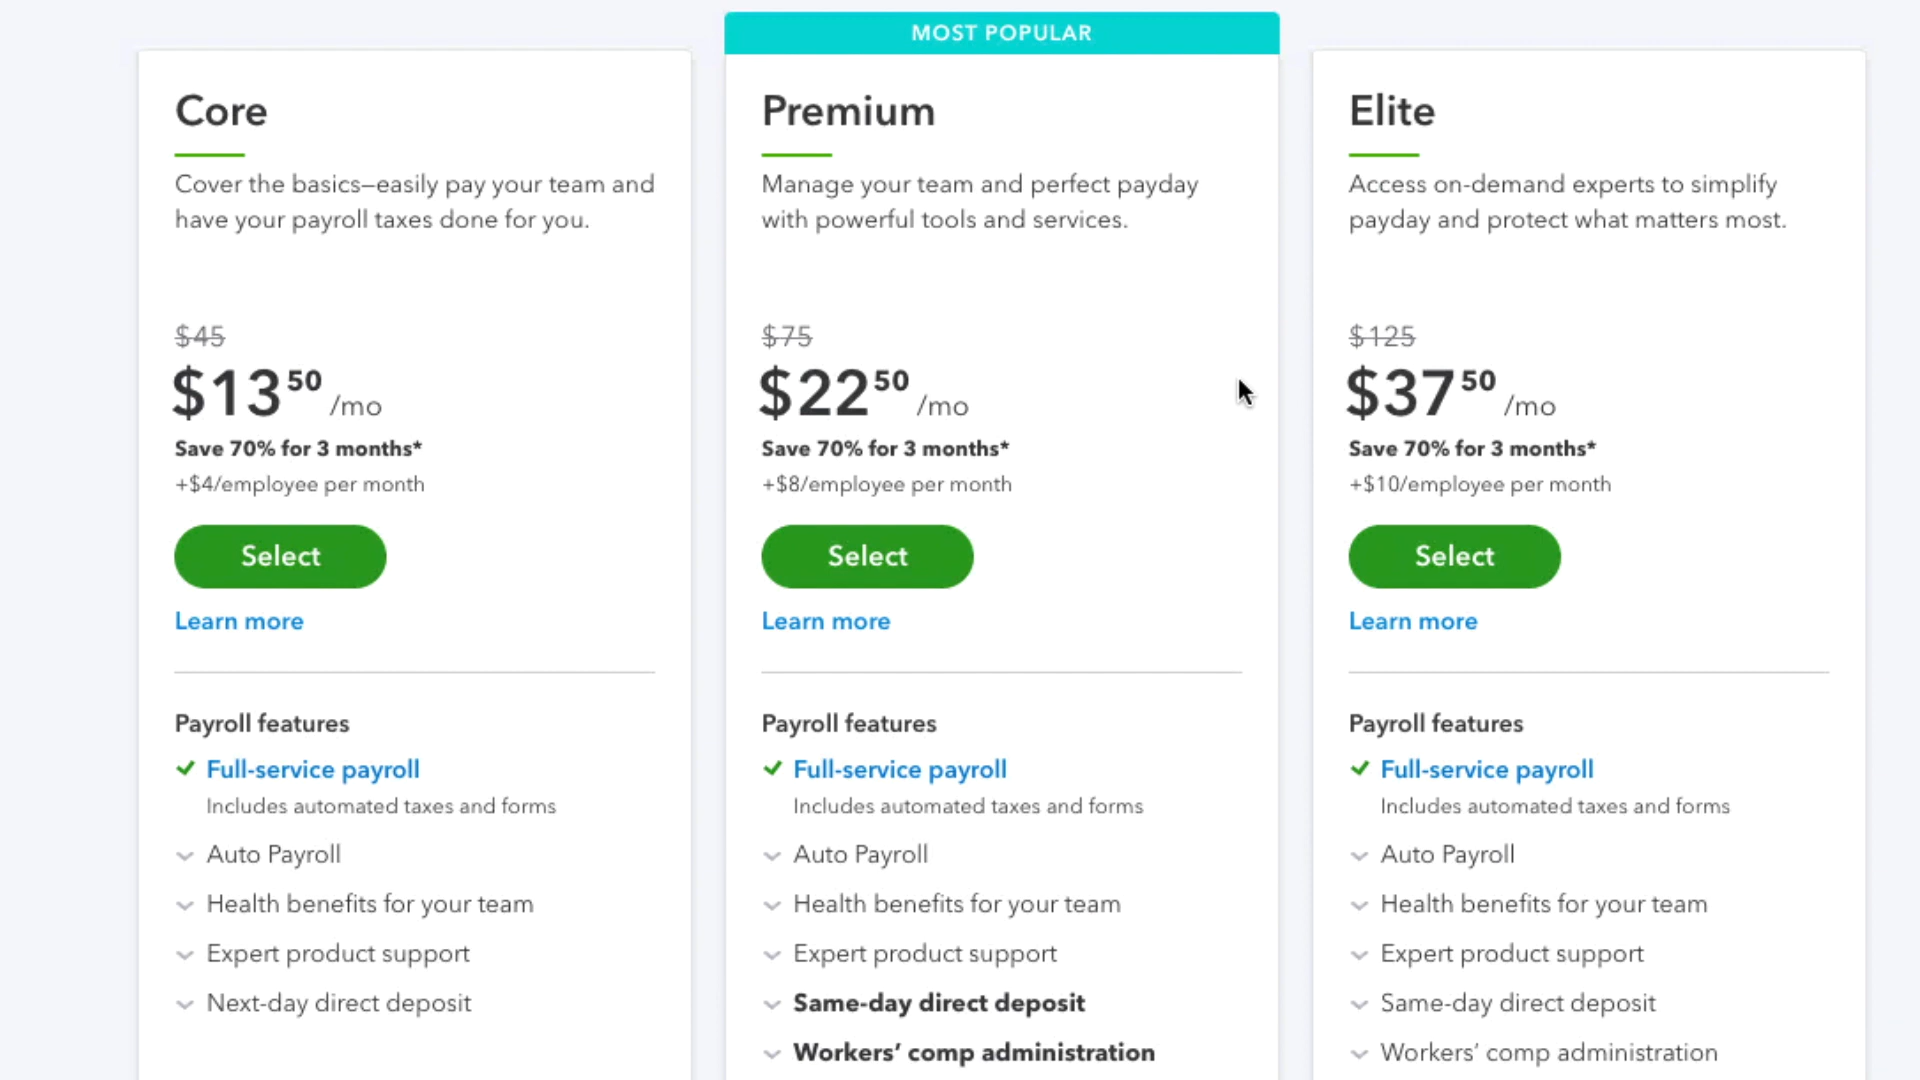 MOST POPULAR
Core
Cover the basics—easily pay your team and
have your payroll taxes done for you.
$45
$13 50 /mo
Save 70% for 3 months*
+$4/employee per month
Select
Learn more
Payroll features
Full-service payroll
Includes automated taxes and forms
Auto Payroll
Health benefits for your team
Expert product support
Next-day direct deposit
Premium
Manage your team and perfect payday
with powerful tools and services.
$75
$22 50 /mo
Save 70% for 3 months*
+$8/employee per month
Select
Learn more
Payroll features
Full-service payroll
Includes automated taxes and forms
Auto Payroll
Health benefits for your team
Expert product support
Same-day direct deposit
Workers’ comp administration
Elite
Access on-demand experts to simplify
payday and protect what matters most.
$125
$37 50 /mo
Save 70% for 3 months*
+$10/employee per month
Select
Learn more
Payroll features
Full-service payroll
Includes automated taxes and forms
Auto Payroll
Health benefits for your team
Expert product support
Same-day direct deposit
Workers’ comp administration